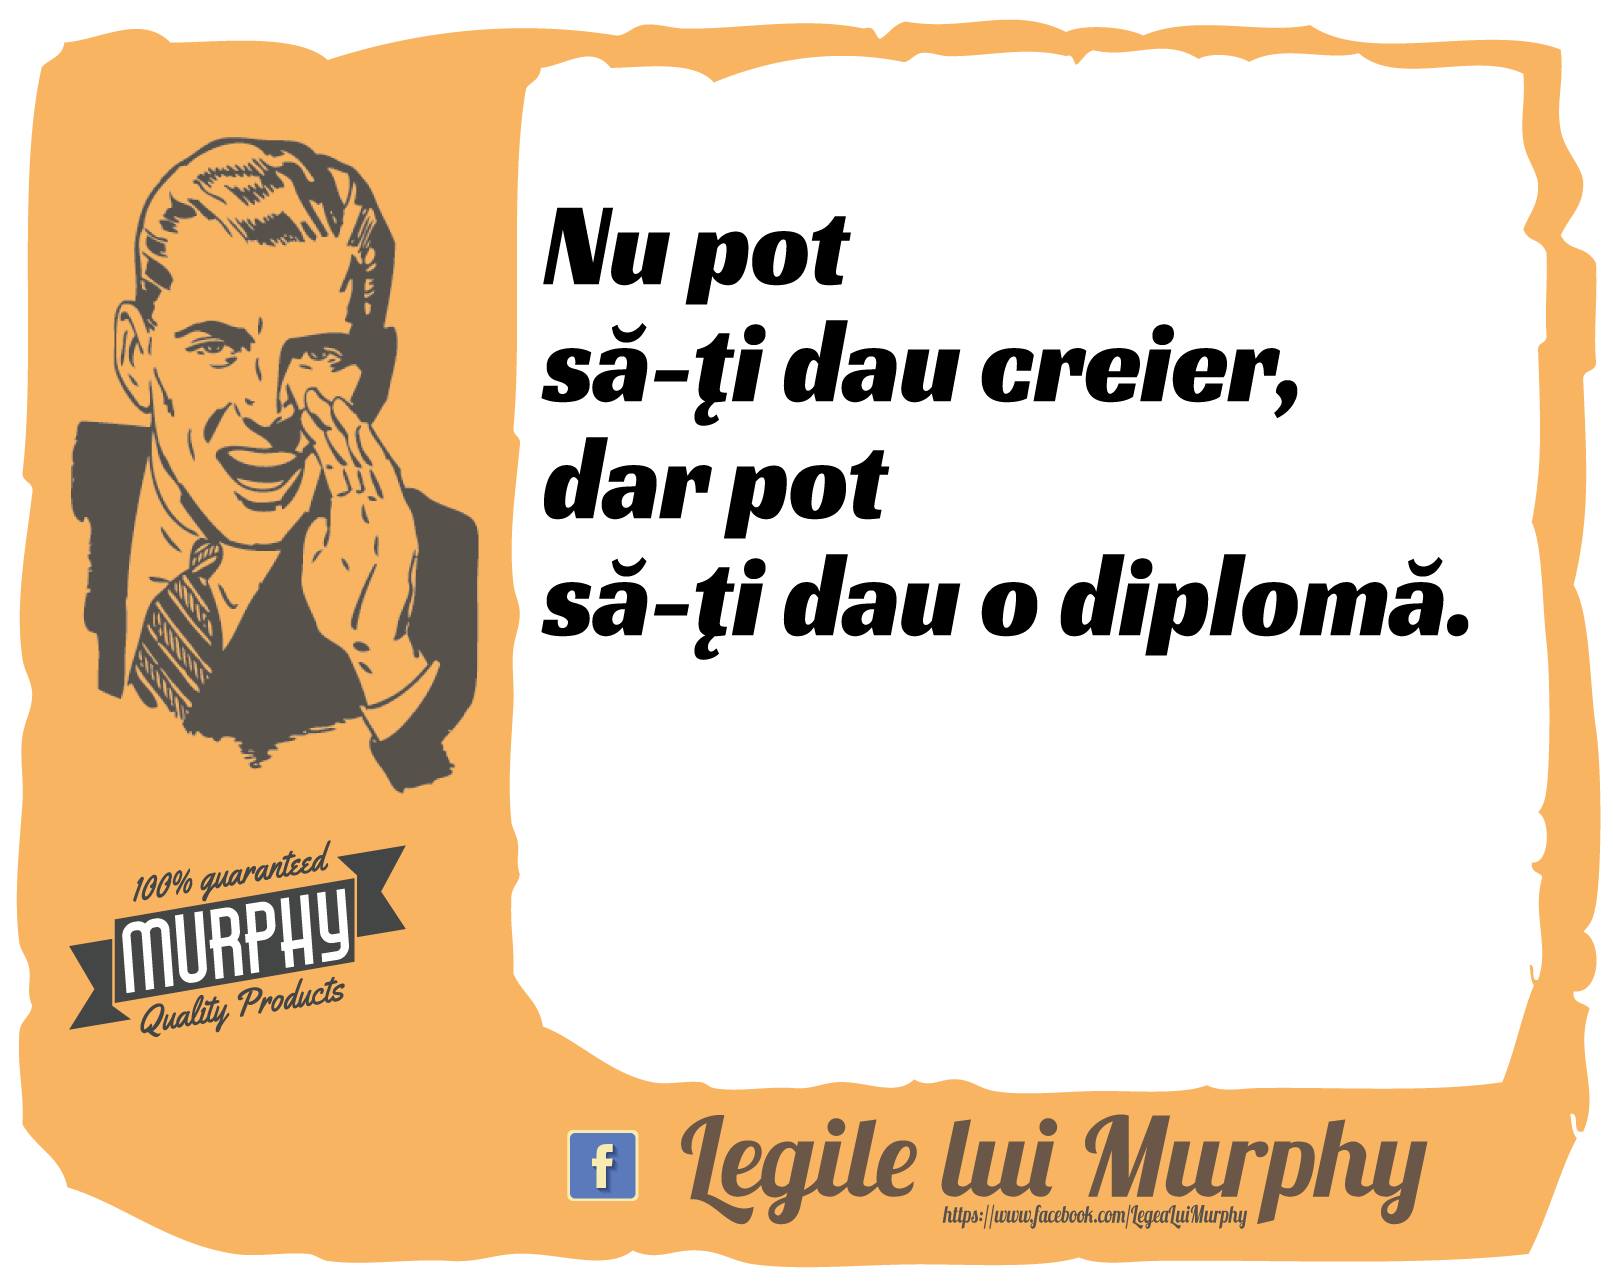 Nu pot
să-ţi dau creier,
dar pot
să-ţi dau o diplomă.
100% guaranteed
MURPHY
Quality Products
f
Legile lui Murphy
https://www.facebook.com/LegeaLuiMurphy